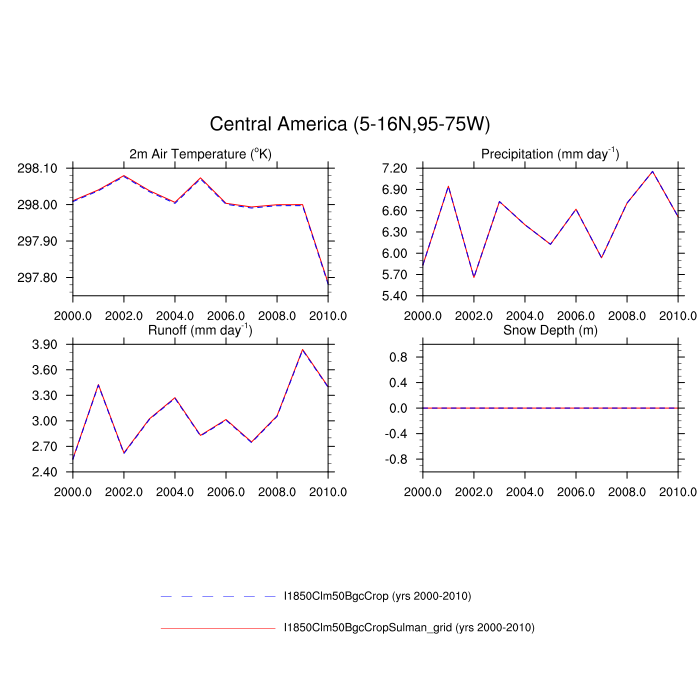 Central America (5-16N,95-75W)
2m Air Temperature (°K)
298.10
298.00
297.90
297.80
2000.0 2002.0 2004.0 2006.0 2008.0 2010.0
Precipitation (mm day⁻¹)
7.20
6.90
6.60
6.30
6.00
5.70
5.40
2000.0 2002.0 2004.0 2006.0 2008.0 2010.0
Runoff (mm day⁻¹)
3.90
3.60
3.30
3.00
2.70
2.40
2000.0 2002.0 2004.0 2006.0 2008.0 2010.0
Snow Depth (m)
0.8
0.4
0.0
-0.4
-0.8
2000.0 2002.0 2004.0 2006.0 2008.0 2010.0
I1850Clm50BgcCrop (yrs 2000-2010)
I1850Clm50BgcCropSulman_grid (yrs 2000-2010)